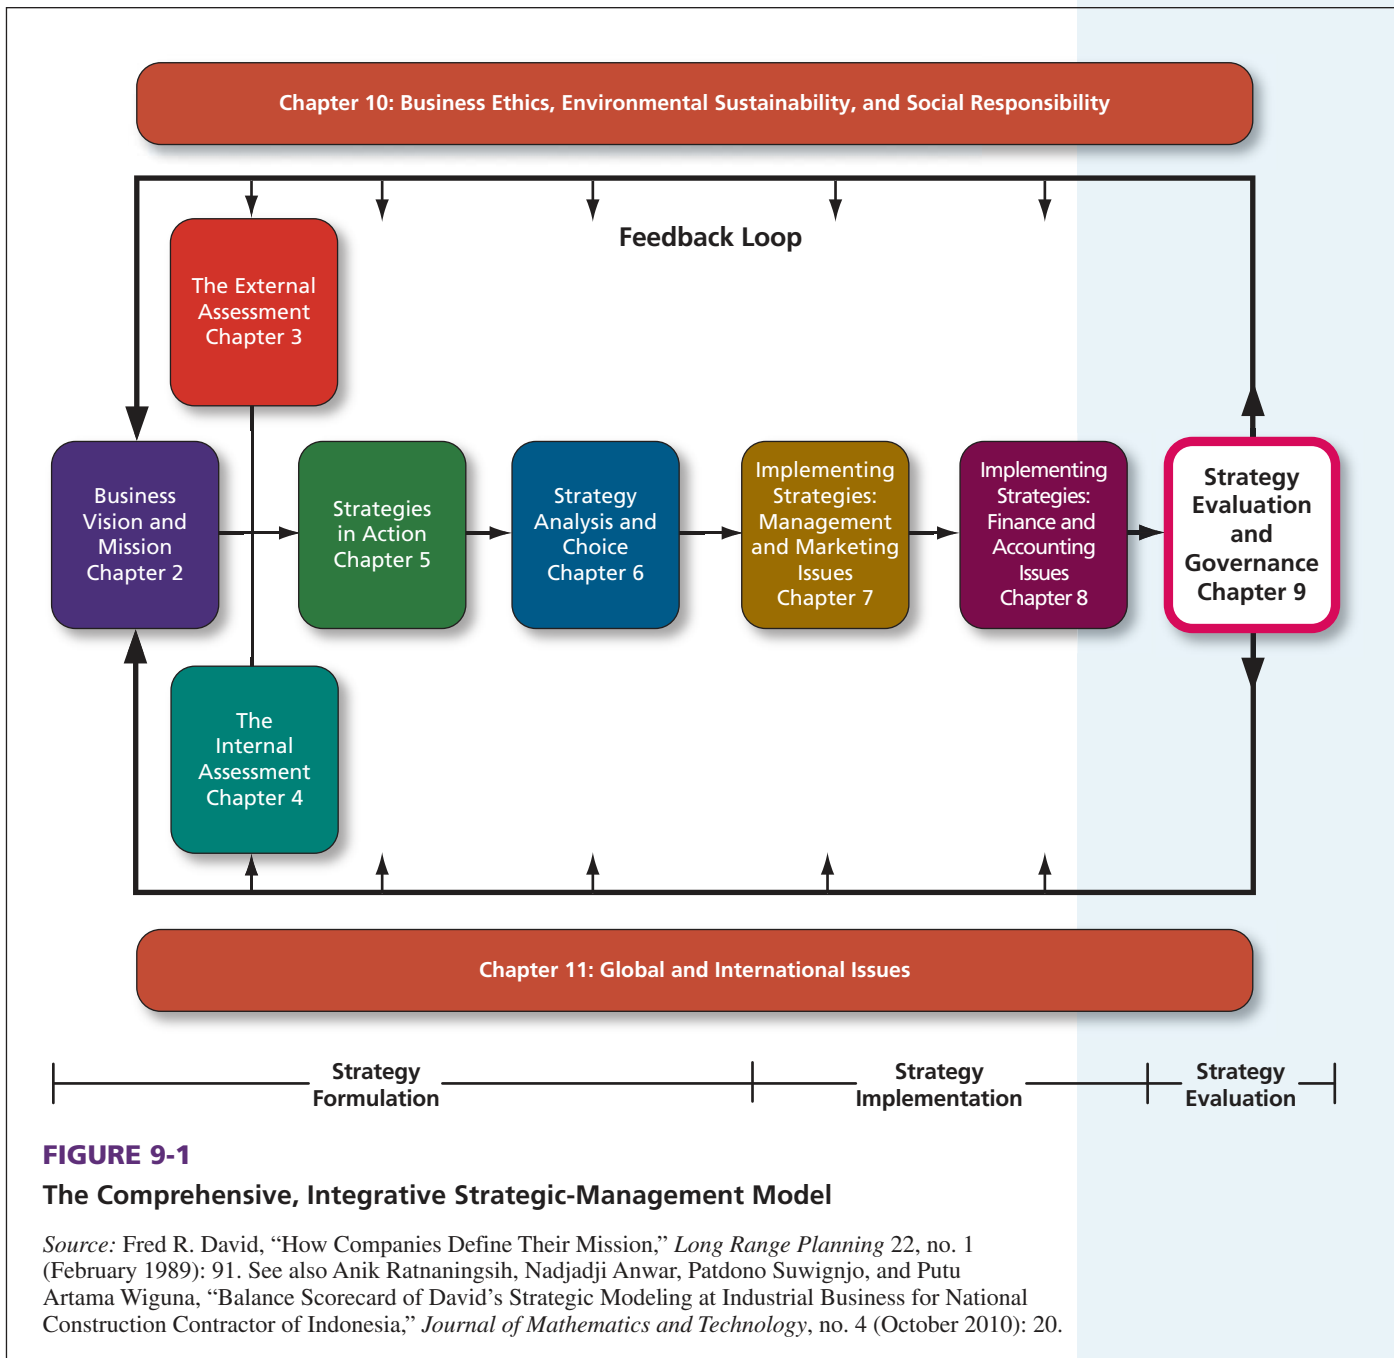 Chapter 10: Business Ethics, Environmental Sustainability, and Social Responsibility
Feedback Loop
The External
Assessment
Chapter 3
Business
Vision and
Mission
Chapter 2
Strategies
in Action
Chapter 5
Strategy
Analysis and
Choice
Chapter 6
Implementing
Strategies:
Management
and Marketing
Issues
Chapter 7
Implementing
Strategies:
Finance and
Accounting
Issues
Chapter 8
Strategy
Evaluation
and
Governance
Chapter 9
The
Internal
Assessment
Chapter 4
Chapter 11: Global and International Issues
Strategy
Formulation
Strategy
Implementation
Strategy
Evaluation
FIGURE 9-1
The Comprehensive, Integrative Strategic-Management Model
Source: Fred R. David, “How Companies Define Their Mission,” Long Range Planning 22, no. 1
(February 1989): 91. See also Anik Ratnaningsih, Nadjadji Anwar, Patdono Suwignjo, and Putu
Artama Wiguna, “Balance Scorecard of David’s Strategic Modeling at Industrial Business for National
Construction Contractor of Indonesia,” Journal of Mathematics and Technology, no. 4 (October 2010): 20.